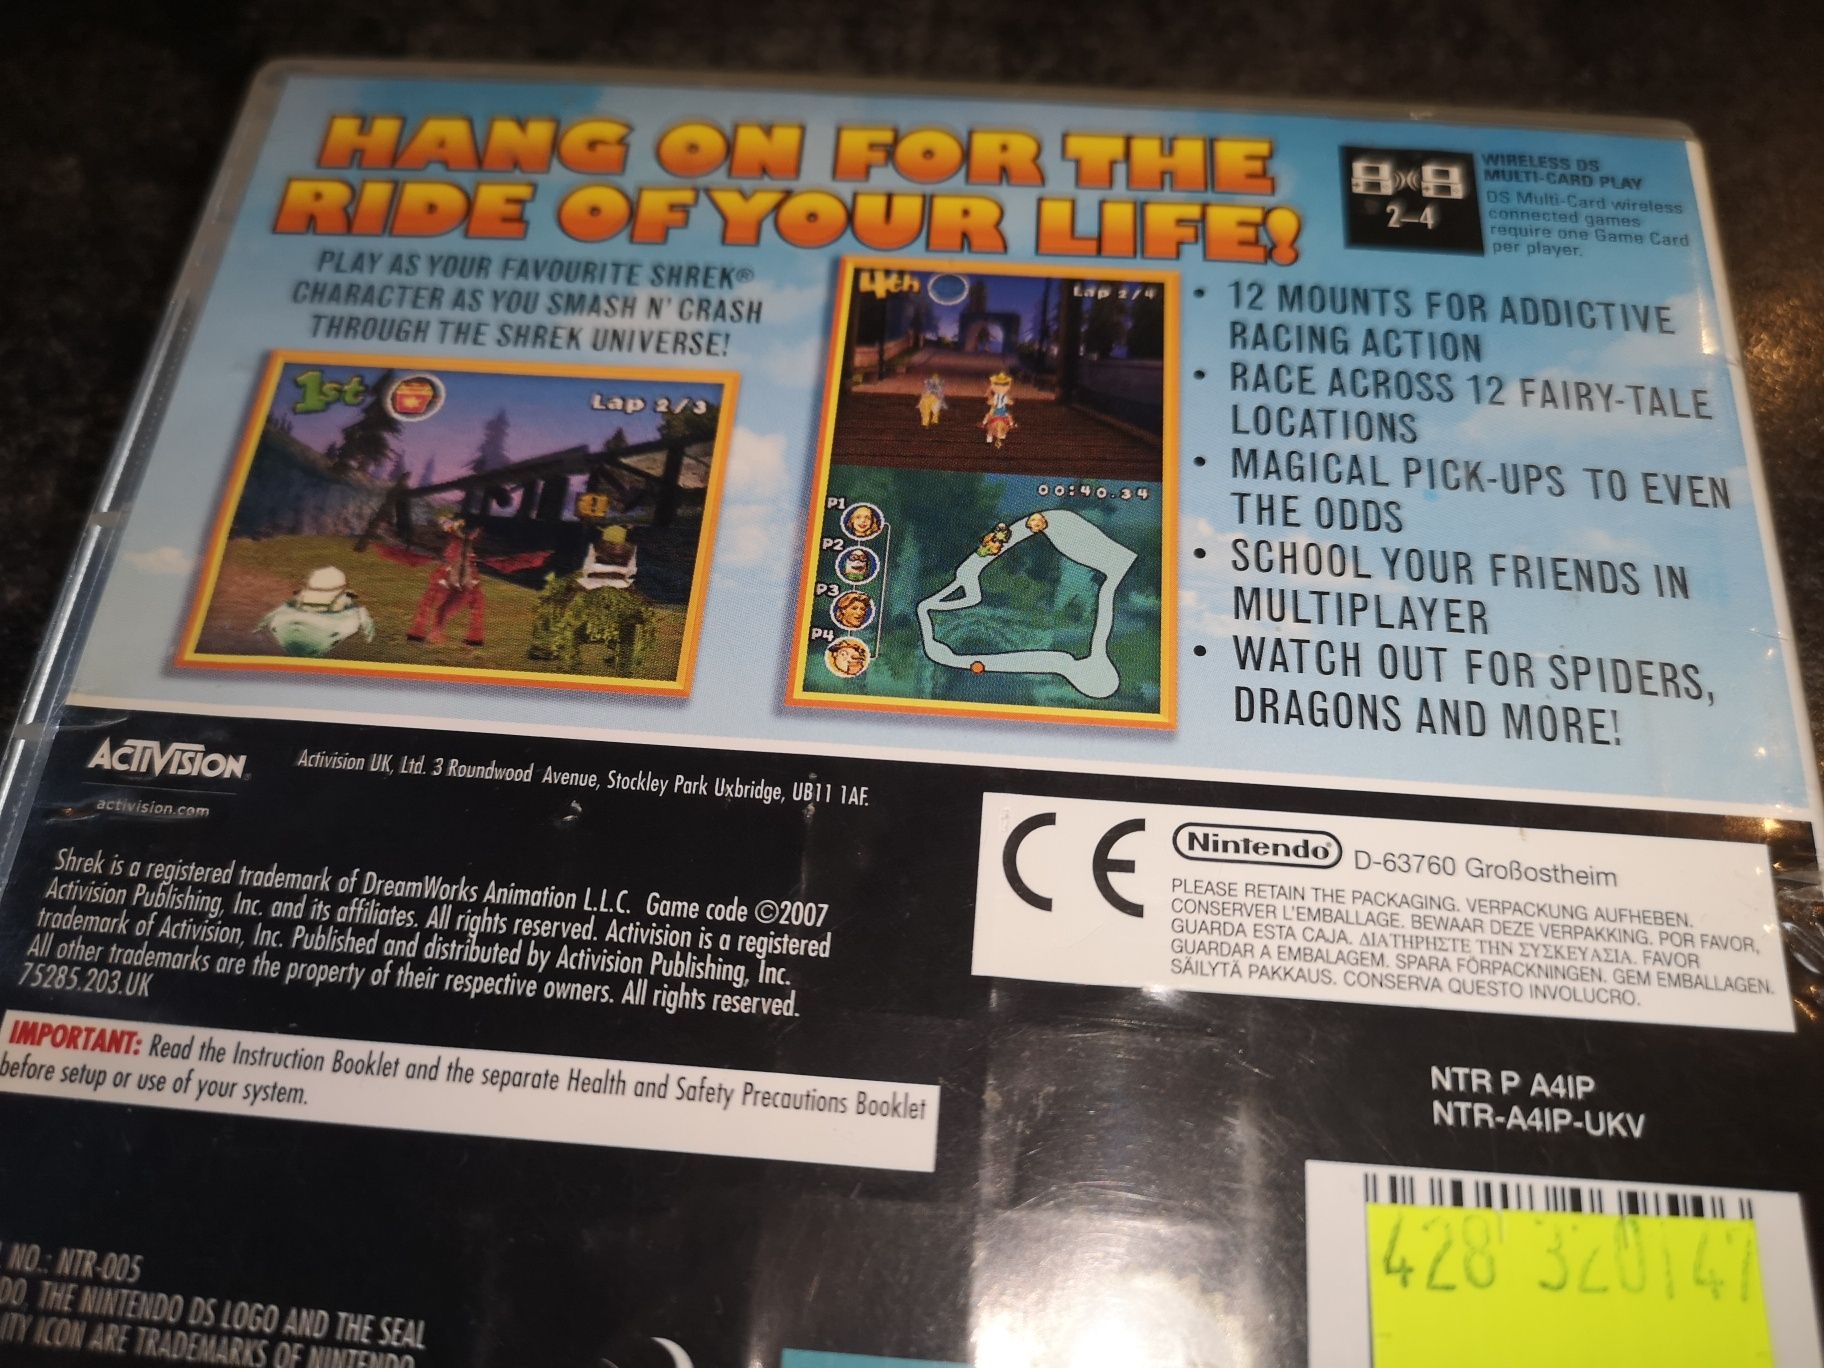 HANG ON FOR THE
RIDE OF YOUR LIFE!
WIRELESS DS
MULTI-CARD PLAY
DS Multi-Card wireless
connected games
require one Game Card
per player.
2–4
PLAY AS YOUR FAVOURITE SHREK®
CHARACTER AS YOU SMASH N' CRASH
THROUGH THE SHREK UNIVERSE!
1st
Lap 2/3
4th
Lap 2/4
00:40.34
P1
P2
P3
P4
• 12 MOUNTS FOR ADDICTIVE
RACING ACTION
• RACE ACROSS 12 FAIRY-TALE
LOCATIONS
• MAGICAL PICK-UPS TO EVEN
THE ODDS
• SCHOOL YOUR FRIENDS IN
MULTIPLAYER
• WATCH OUT FOR SPIDERS,
DRAGONS AND MORE!
ACTIVISION
activision.com
Activision UK, Ltd. 3 Roundwood Avenue, Stockley Park Uxbridge, UB11 1AF.
Shrek is a registered trademark of DreamWorks Animation L.L.C. Game code ©2007
Activision Publishing, Inc. and its affiliates. All rights reserved. Activision is a registered
trademark of Activision, Inc. Published and distributed by Activision Publishing, Inc.
All other trademarks are the property of their respective owners. All rights reserved.
75285.203.UK
CE
Nintendo® D-63760 Großostheim
PLEASE RETAIN THE PACKAGING. VERPACKUNG AUFHEBEN.
CONSERVER L'EMBALLAGE. BEWAAR DEZE VERPAKKING. POR FAVOR,
GUARDA ESTA CAJA. ΔΙΑΤΗΡΗΣΤΕ ΤΗΝ ΣΥΣΚΕΥΑΣΙΑ. FAVOR
GUARDAR A EMBALAGEM. SPARA FÖRPACKNINGEN. GEM EMBALLAGEN.
SÄILYTÄ PAKKAUS. CONSERVA QUESTO INVOLUCRO.
IMPORTANT: Read the Instruction Booklet and the separate Health and Safety Precautions Booklet
before setup or use of your system.
NTR P A4IP
NTR-A4IP-UKV
NO.: NTR-005
THE NINTENDO DS LOGO AND THE SEAL
ICON ARE TRADEMARKS OF NINTENDO
428 320147